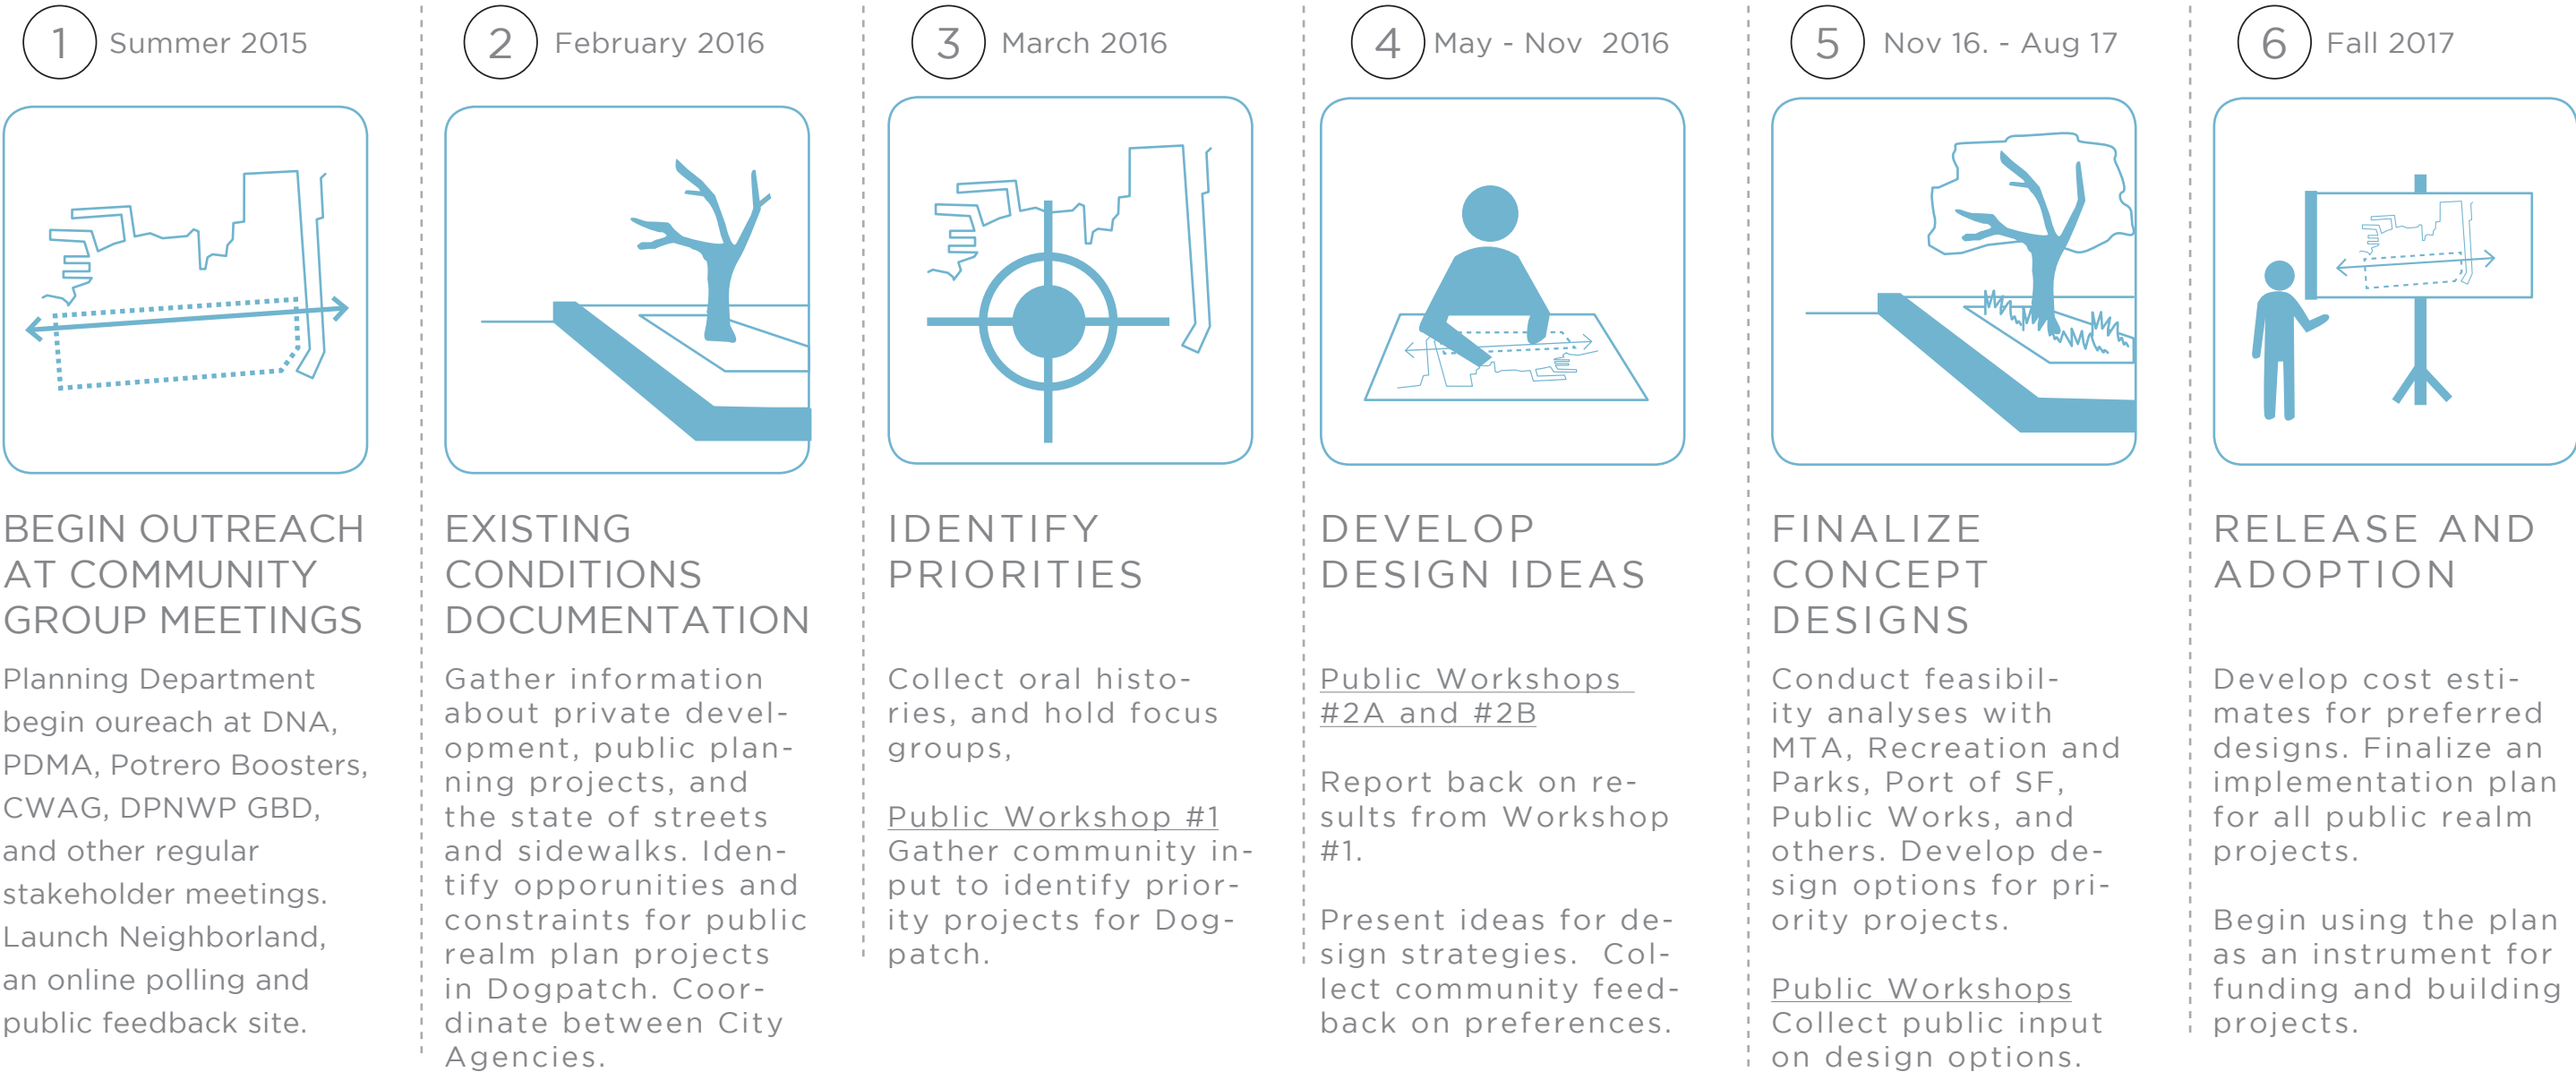 1 Summer 2015
BEGIN OUTREACH
AT COMMUNITY
GROUP MEETINGS
Planning Department
begin oureach at DNA,
PDMA, Potrero Boosters,
CWAG, DPNWP GBD,
and other regular
stakeholder meetings.
Launch Neighborland,
an online polling and
public feedback site.
2 February 2016
EXISTING
CONDITIONS
DOCUMENTATION
Gather information
about private devel-
opment, public plan-
ning projects, and
the state of streets
and sidewalks. Iden-
tify opporunities and
constraints for public
realm plan projects
in Dogpatch. Coor-
dinate between City
Agencies.
3 March 2016
IDENTIFY
PRIORITIES
Collect oral histo-
ries, and hold focus
groups,
Public Workshop #1
Gather community in-
put to identify prior-
ity projects for Dog-
patch.
4 May - Nov 2016
DEVELOP
DESIGN IDEAS
Public Workshops
#2A and #2B
Report back on re-
sults from Workshop
#1.
Present ideas for de-
sign strategies. Col-
lect community feed-
back on preferences.
5 Nov 16. - Aug 17
FINALIZE
CONCEPT
DESIGNS
Conduct feasibil-
ity analyses with
MTA, Recreation and
Parks, Port of SF,
Public Works, and
others. Develop de-
sign options for pri-
ority projects.
Public Workshops
Collect public input
on design options.
6 Fall 2017
RELEASE AND
ADOPTION
Develop cost esti-
mates for preferred
designs. Finalize an
implementation plan
for all public realm
projects.
Begin using the plan
as an instrument for
funding and building
projects.